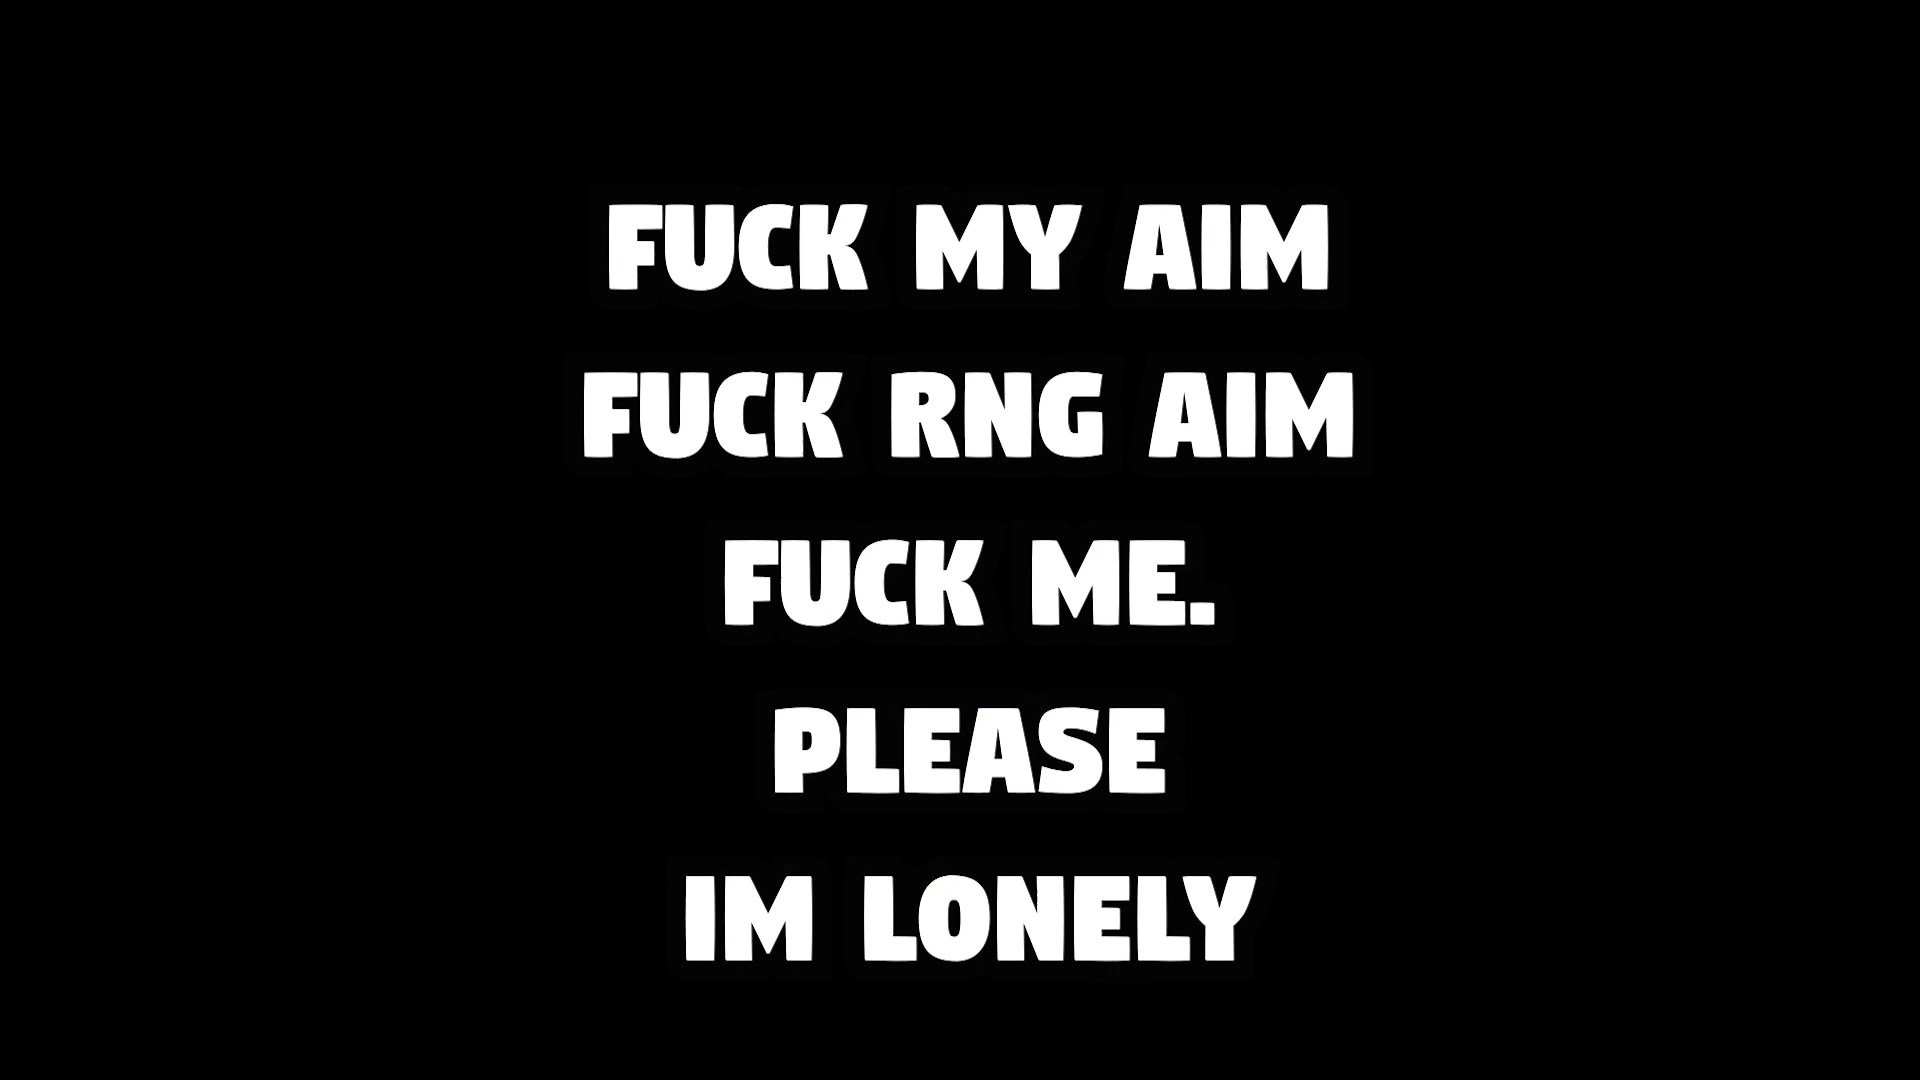 FUCK MY AIM
FUCK RNG AIM
FUCK ME.
PLEASE
IM LONELY